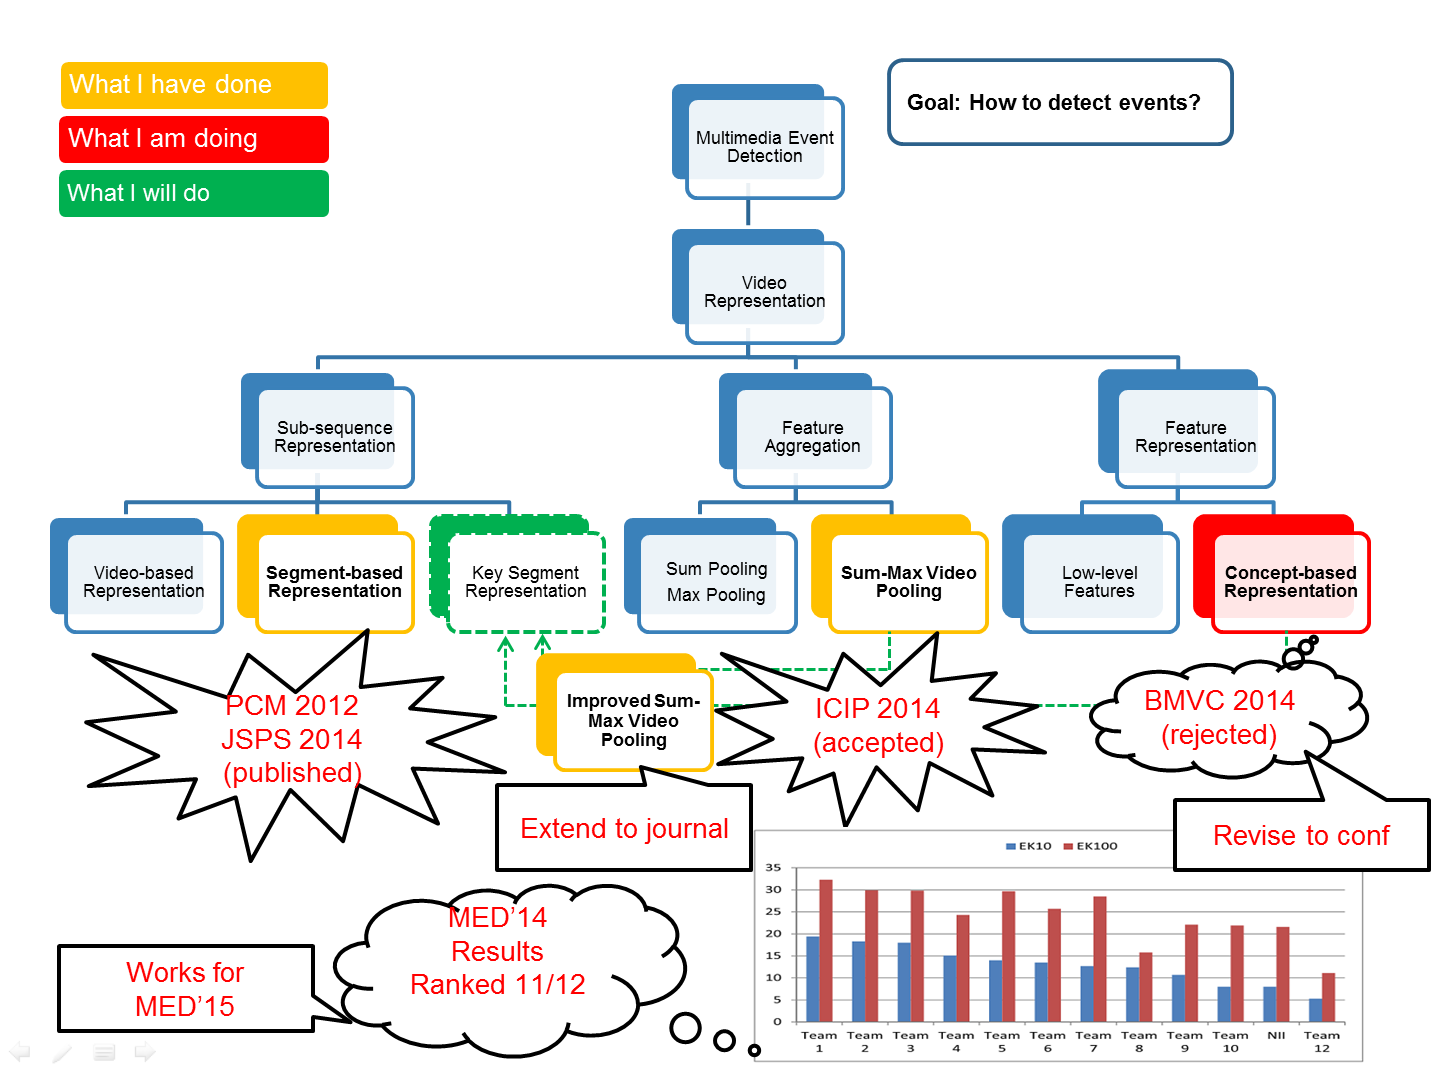 What I have done
What I am doing
What I will do
Goal: How to detect events?
Multimedia Event
Detection
Video
Representation
Sub-sequence
Representation
Feature
Aggregation
Feature
Representation
Video-based
Representation
Segment-based
Representation
Key Segment
Representation
Sum Pooling
Max Pooling
Sum-Max Video
Pooling
Low-level
Features
Concept-based
Representation
PCM 2012
JSPS 2014
(published)
Improved Sum-
Max Video
Pooling
ICIP 2014
(accepted)
BMVC 2014
(rejected)
Extend to journal
Revise to conf
MED’14
Results
Ranked 11/12
Works for
MED’15
EK10 EK100
35
30
25
20
15
10
5
0
Team Team Team Team Team Team Team Team Team Team NII Team
1 2 3 4 5 6 7 8 9 10 12